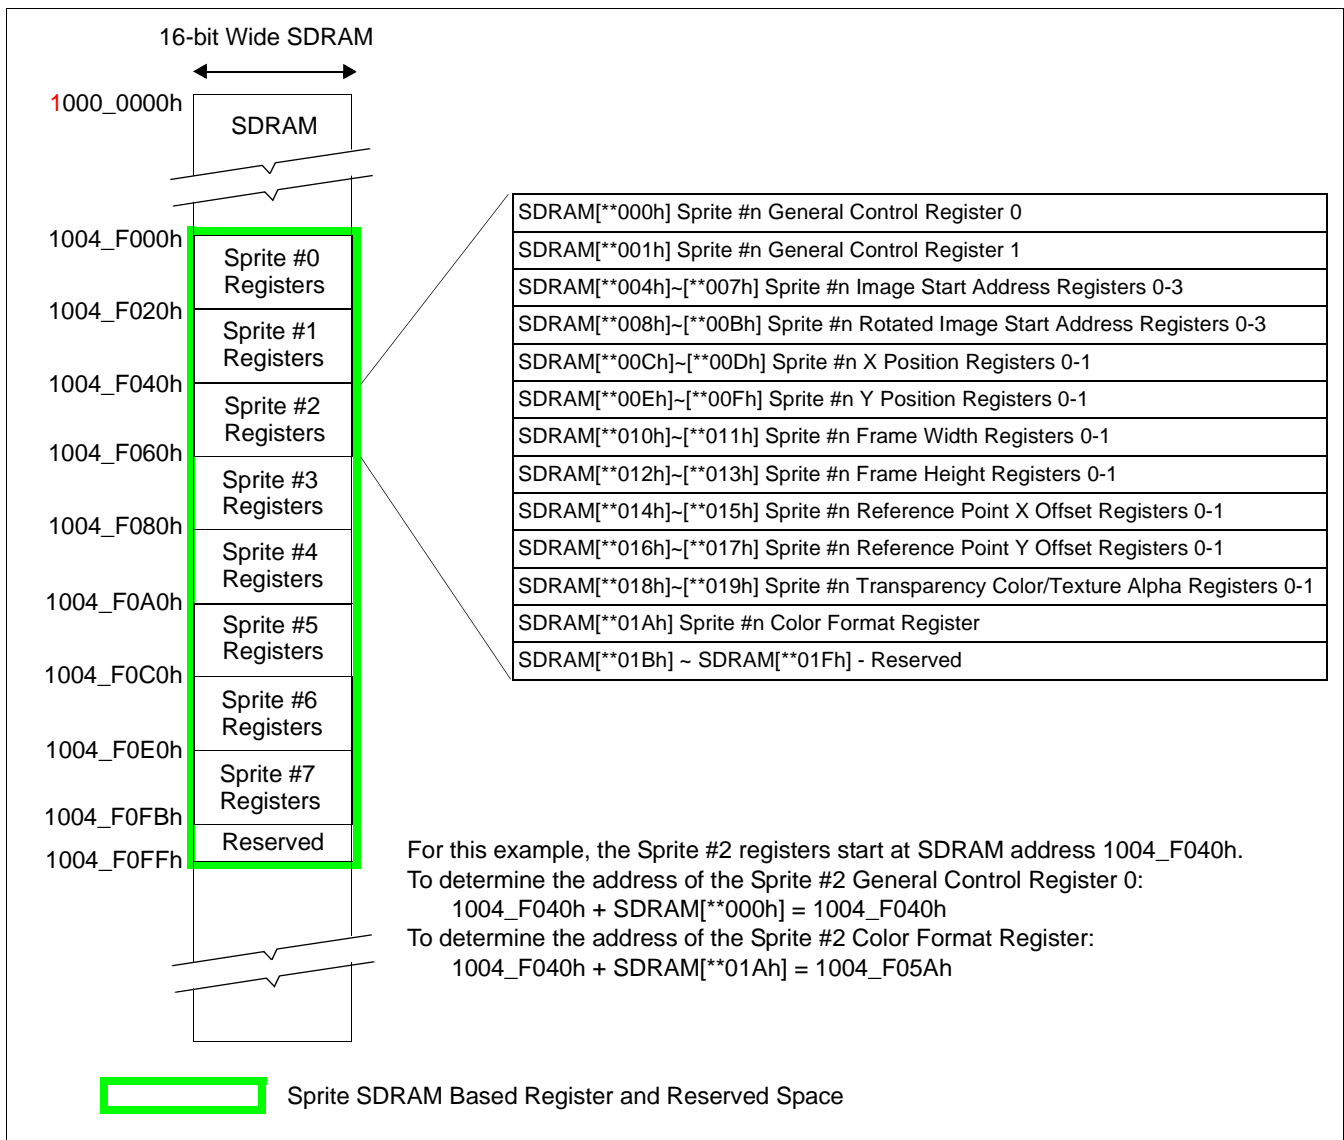 16-bit Wide SDRAM
1000_0000h
SDRAM
1004_F000h
Sprite #0
Registers
1004_F020h
Sprite #1
Registers
1004_F040h
Sprite #2
Registers
1004_F060h
Sprite #3
Registers
1004_F080h
Sprite #4
Registers
1004_F0A0h
Sprite #5
Registers
1004_F0C0h
Sprite #6
Registers
1004_F0E0h
Sprite #7
Registers
1004_F0FBh
Reserved
1004_F0FFh
SDRAM[**000h] Sprite #n General Control Register 0
SDRAM[**001h] Sprite #n General Control Register 1
SDRAM[**004h]~[**007h] Sprite #n Image Start Address Registers 0-3
SDRAM[**008h]~[**00Bh] Sprite #n Rotated Image Start Address Registers 0-3
SDRAM[**00Ch]~[**00Dh] Sprite #n X Position Registers 0-1
SDRAM[**00Eh]~[**00Fh] Sprite #n Y Position Registers 0-1
SDRAM[**010h]~[**011h] Sprite #n Frame Width Registers 0-1
SDRAM[**012h]~[**013h] Sprite #n Frame Height Registers 0-1
SDRAM[**014h]~[**015h] Sprite #n Reference Point X Offset Registers 0-1
SDRAM[**016h]~[**017h] Sprite #n Reference Point Y Offset Registers 0-1
SDRAM[**018h]~[**019h] Sprite #n Transparency Color/Texture Alpha Registers 0-1
SDRAM[**01Ah] Sprite #n Color Format Register
SDRAM[**01Bh] ~ SDRAM[**01Fh] - Reserved
For this example, the Sprite #2 registers start at SDRAM address 1004_F040h.
To determine the address of the Sprite #2 General Control Register 0:
1004_F040h + SDRAM[**000h] = 1004_F040h
To determine the address of the Sprite #2 Color Format Register:
1004_F040h + SDRAM[**01Ah] = 1004_F05Ah
Sprite SDRAM Based Register and Reserved Space